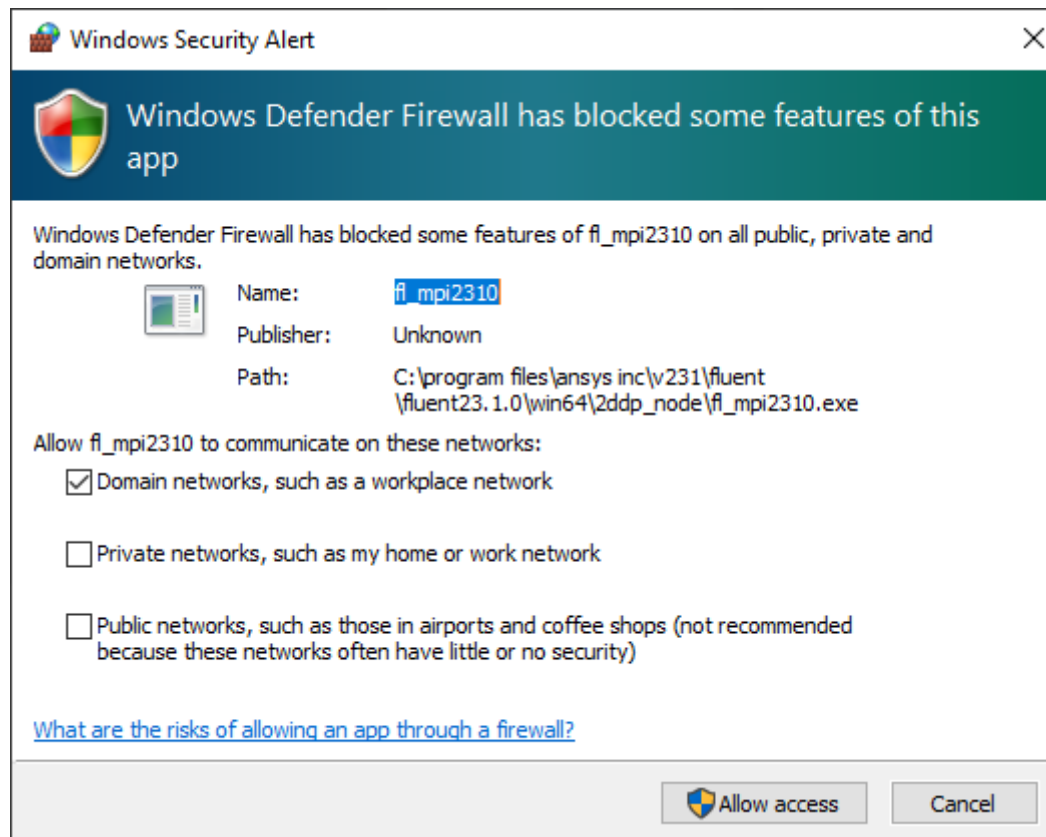 Windows Security Alert
Windows Defender Firewall has blocked some features of this
app
Windows Defender Firewall has blocked some features of fl_mpi2310 on all public, private and
domain networks.
Name: fl_mpi2310
Publisher: Unknown
Path: C:\program files\ansys inc\v231\fluent
\fluent23.1.0\win64\2ddp_node\fl_mpi2310.exe
Allow fl_mpi2310 to communicate on these networks:
Domain networks, such as a workplace network
Private networks, such as my home or work network
Public networks, such as those in airports and coffee shops (not recommended
because these networks often have little or no security)
What are the risks of allowing an app through a firewall?
Allow access Cancel